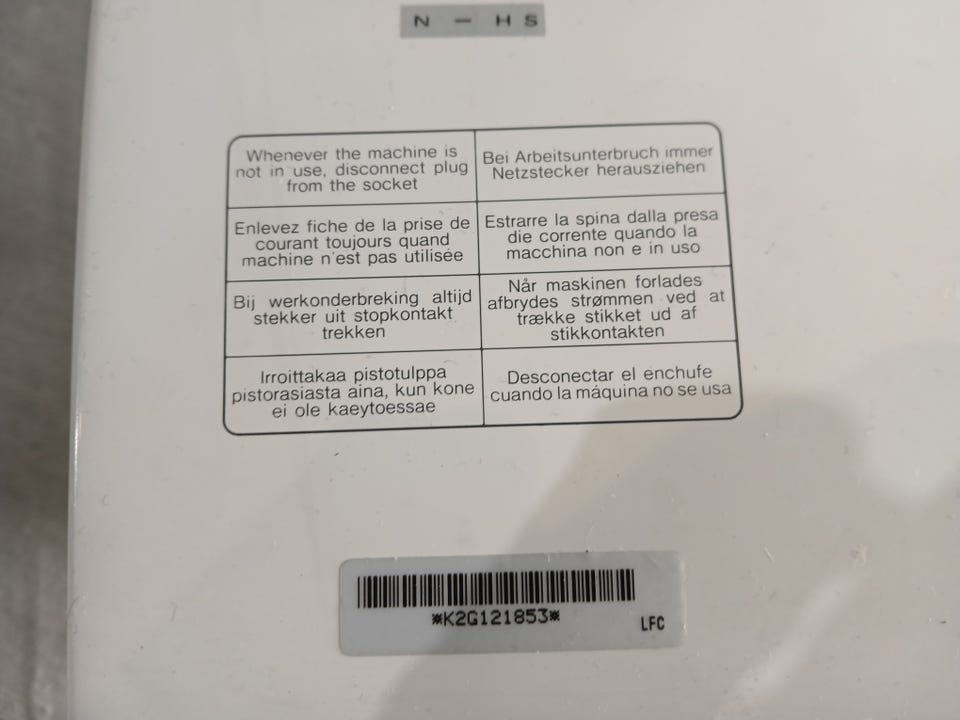 N - HS
Whenever the machine is
not in use, disconnect plug
from the socket
Bei Arbeitsunterbruch immer
Netzstecker herausziehen
Enlevez fiche de la prise de
courant toujours quand
machine n'est pas utilisée
Estrarre la spina dalla presa
die corrente quando la
macchina non e in uso
Bij werkonderbreking altijd
stekker uit stopkontakt
trekken
Når maskinen forlades
afbrydes strømmen ved at
trække stikket ud af
stikkontakten
Irroittakaa pistotulppa
pistorasiasta aina, kun kone
ei ole kaeytoessae
Desconectar el enchufe
cuando la máquina no se usa
*K2G121853*
LFC